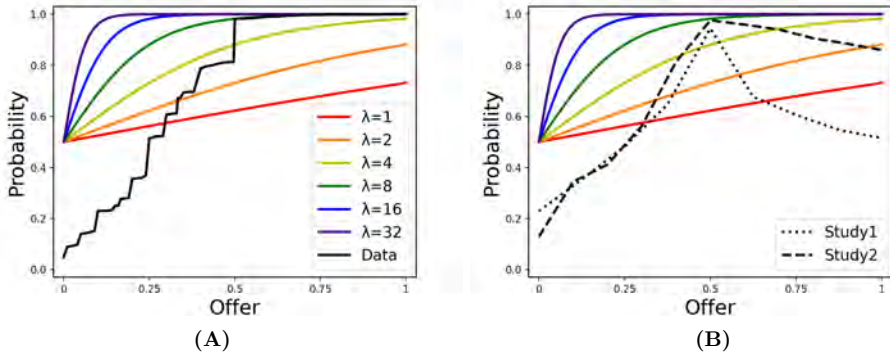 1.0
0.8
0.6
0.4
0.2
0.0
Probability
0
0.25
0.5
0.75
1
Offer
λ=1
λ=2
λ=4
λ=8
λ=16
λ=32
Data
(A)
1.0
0.8
0.6
0.4
0.2
0.0
Probability
0
0.25
0.5
0.75
1
Offer
Study1
Study2
(B)